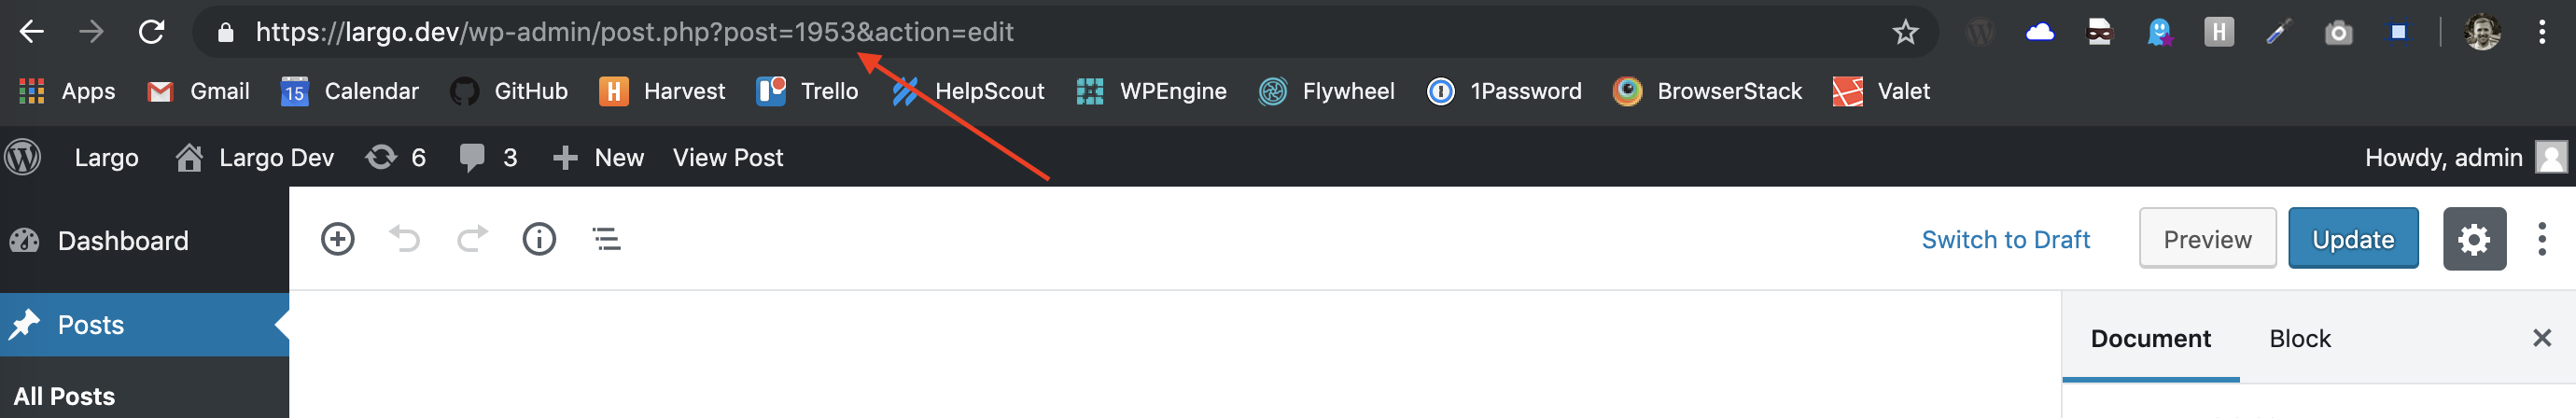 https://largo.dev/wp-admin/post.php?post=1953&action=edit H
Apps Gmail 15 Calendar GitHub H Harvest Trello HelpScout WPEngine Flywheel 1Password BrowserStack Valet
Largo Largo Dev 6 3 New View Post Howdy, admin
Dashboard Switch to Draft Preview Update
Posts Document Block
All Posts